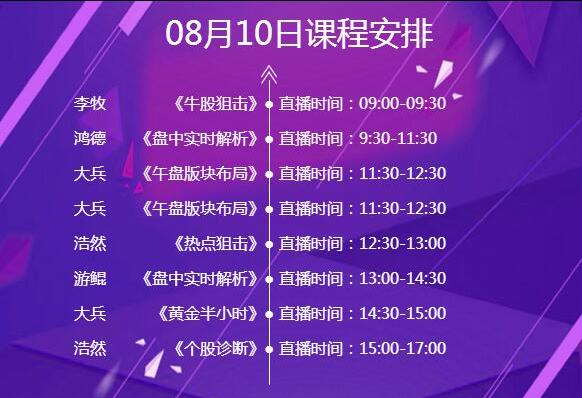 08月10日课程安排
李牧 《牛股狙击》 直播时间：09:00-09:30
鸿德 《盘中实时解析》 直播时间：9:30-11:30
大兵 《午盘版块布局》 直播时间：11:30-12:30
大兵 《午盘版块布局》 直播时间：11:30-12:30
浩然 《热点狙击》 直播时间：12:30-13:00
游鲲 《盘中实时解析》 直播时间：13:00-14:30
大兵 《黄金半小时》 直播时间：14:30-15:00
浩然 《个股诊断》 直播时间：15:00-17:00